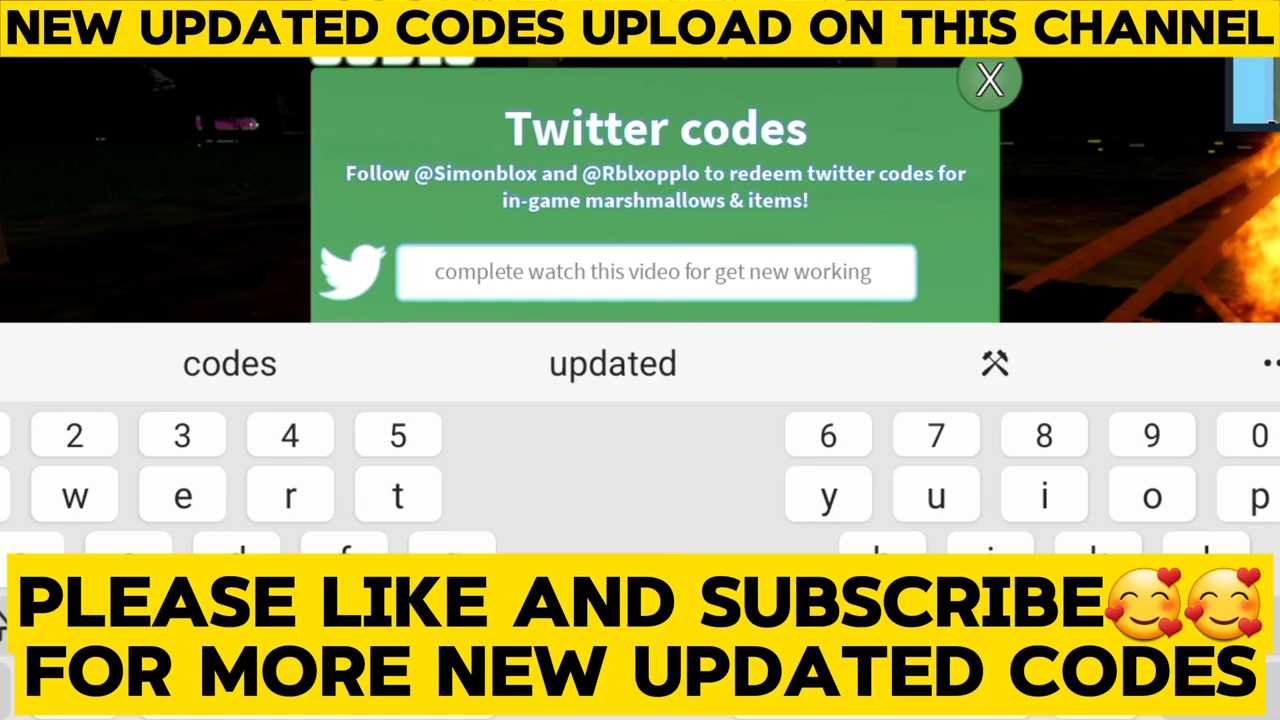 NEW UPDATED CODES UPLOAD ON THIS CHANNEL
X
Twitter codes
Follow @Simonblox and @Rblxopplo to redeem twitter codes for
in-game marshmallows & items!
complete watch this video for get new working
codes updated
2 3 4 5 6 7 8 9 0
w e r t y u i o p
PLEASE LIKE AND SUBSCRIBE🥰🥰
FOR MORE NEW UPDATED CODES